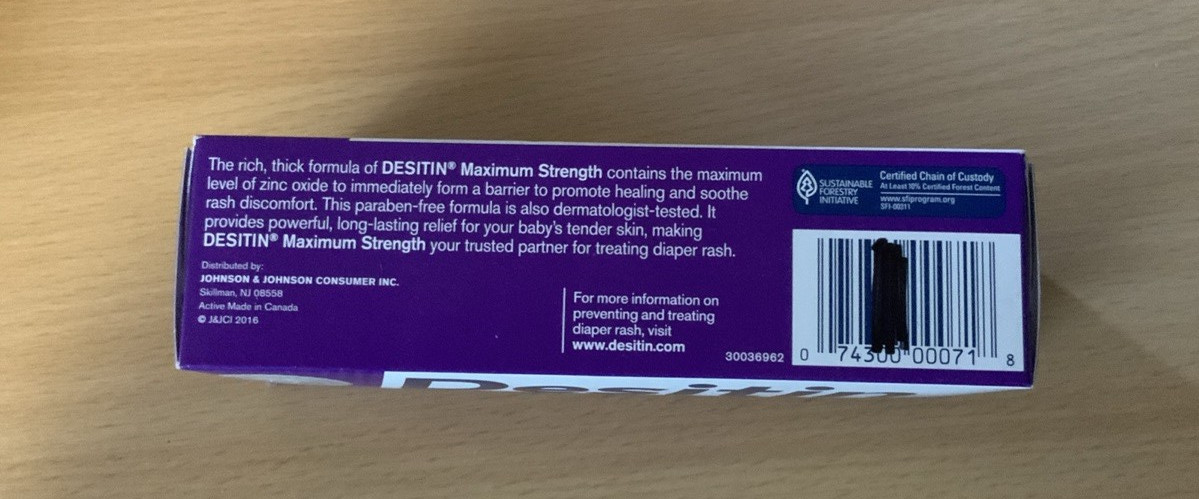 The rich, thick formula of DESITIN® Maximum Strength contains the maximum
level of zinc oxide to immediately form a barrier to promote healing and soothe
rash discomfort. This paraben-free formula is also dermatologist-tested. It
provides powerful, long-lasting relief for your baby's tender skin, making
DESITIN® Maximum Strength your trusted partner for treating diaper rash.
Distributed by:
JOHNSON & JOHNSON CONSUMER INC.
Skillman, NJ 08558
Active Made in Canada
© J&JCI 2016
For more information on
preventing and treating
diaper rash, visit
www.desitin.com
30036962
SUSTAINABLE
FORESTRY
INITIATIVE
Certified Chain of Custody
At Least 10% Certified Forest Content
www.sfiprogram.org
SFI-00311
0 74300 00071 8
Desitin